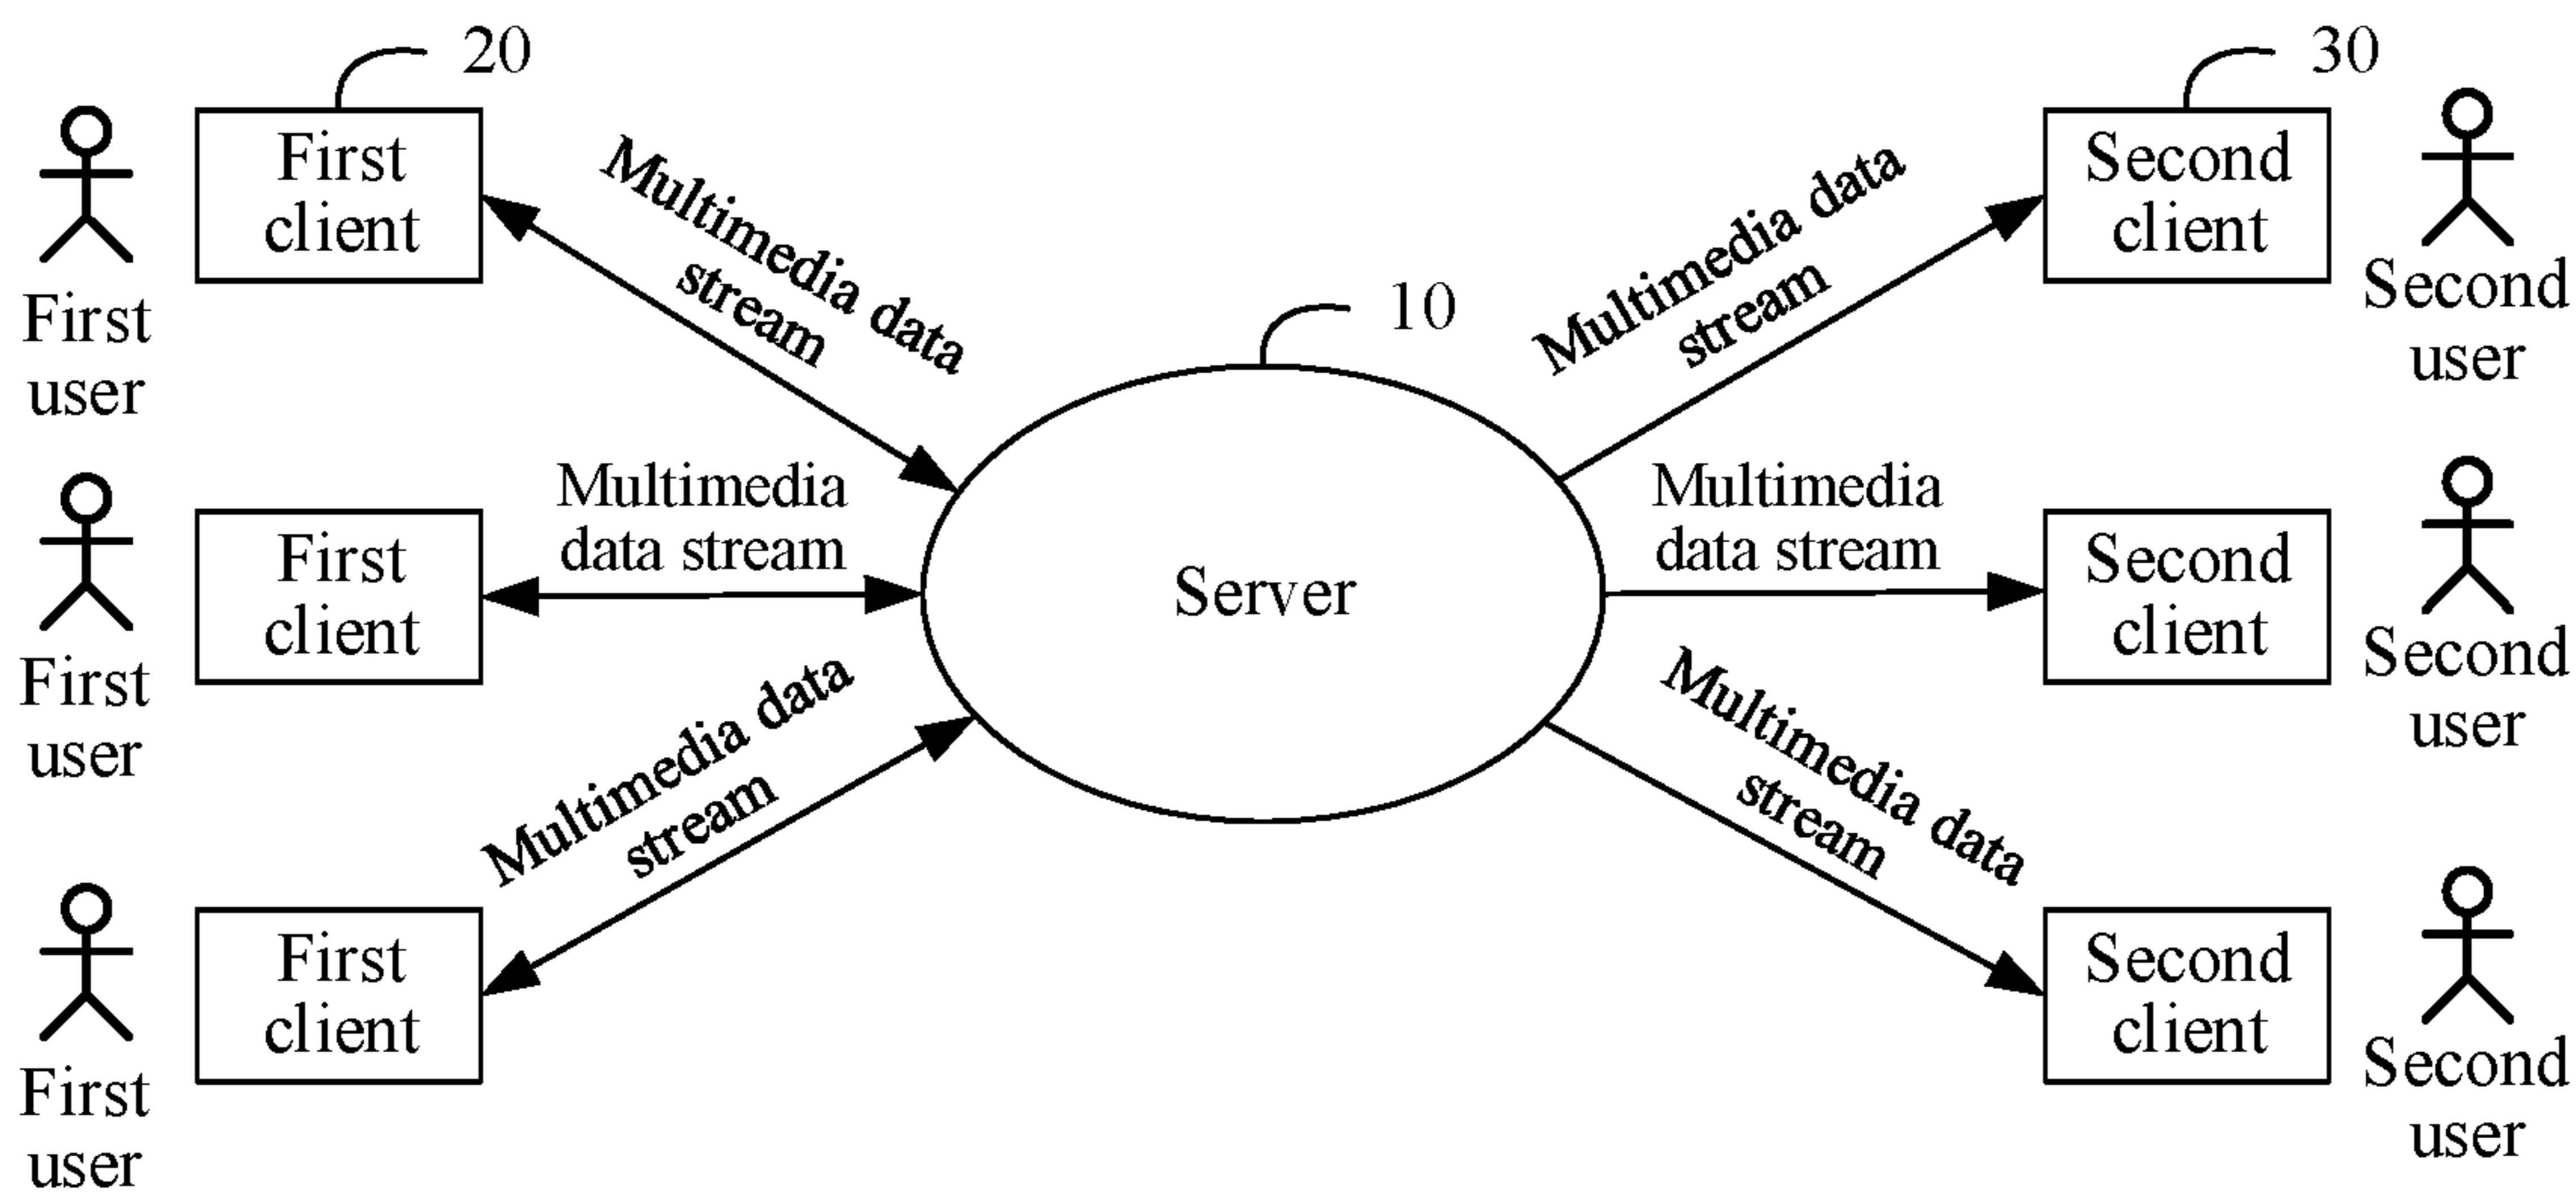 20
30
First
client
Multimedia data
stream
Multimedia data
stream
Second
client
First
user
10
Second
user
First
client
Multimedia
data stream
Server
Multimedia
data stream
Second
client
First
user
Second
user
First
client
Multimedia data
stream
Multimedia data
stream
Second
client
First
user
Second
user